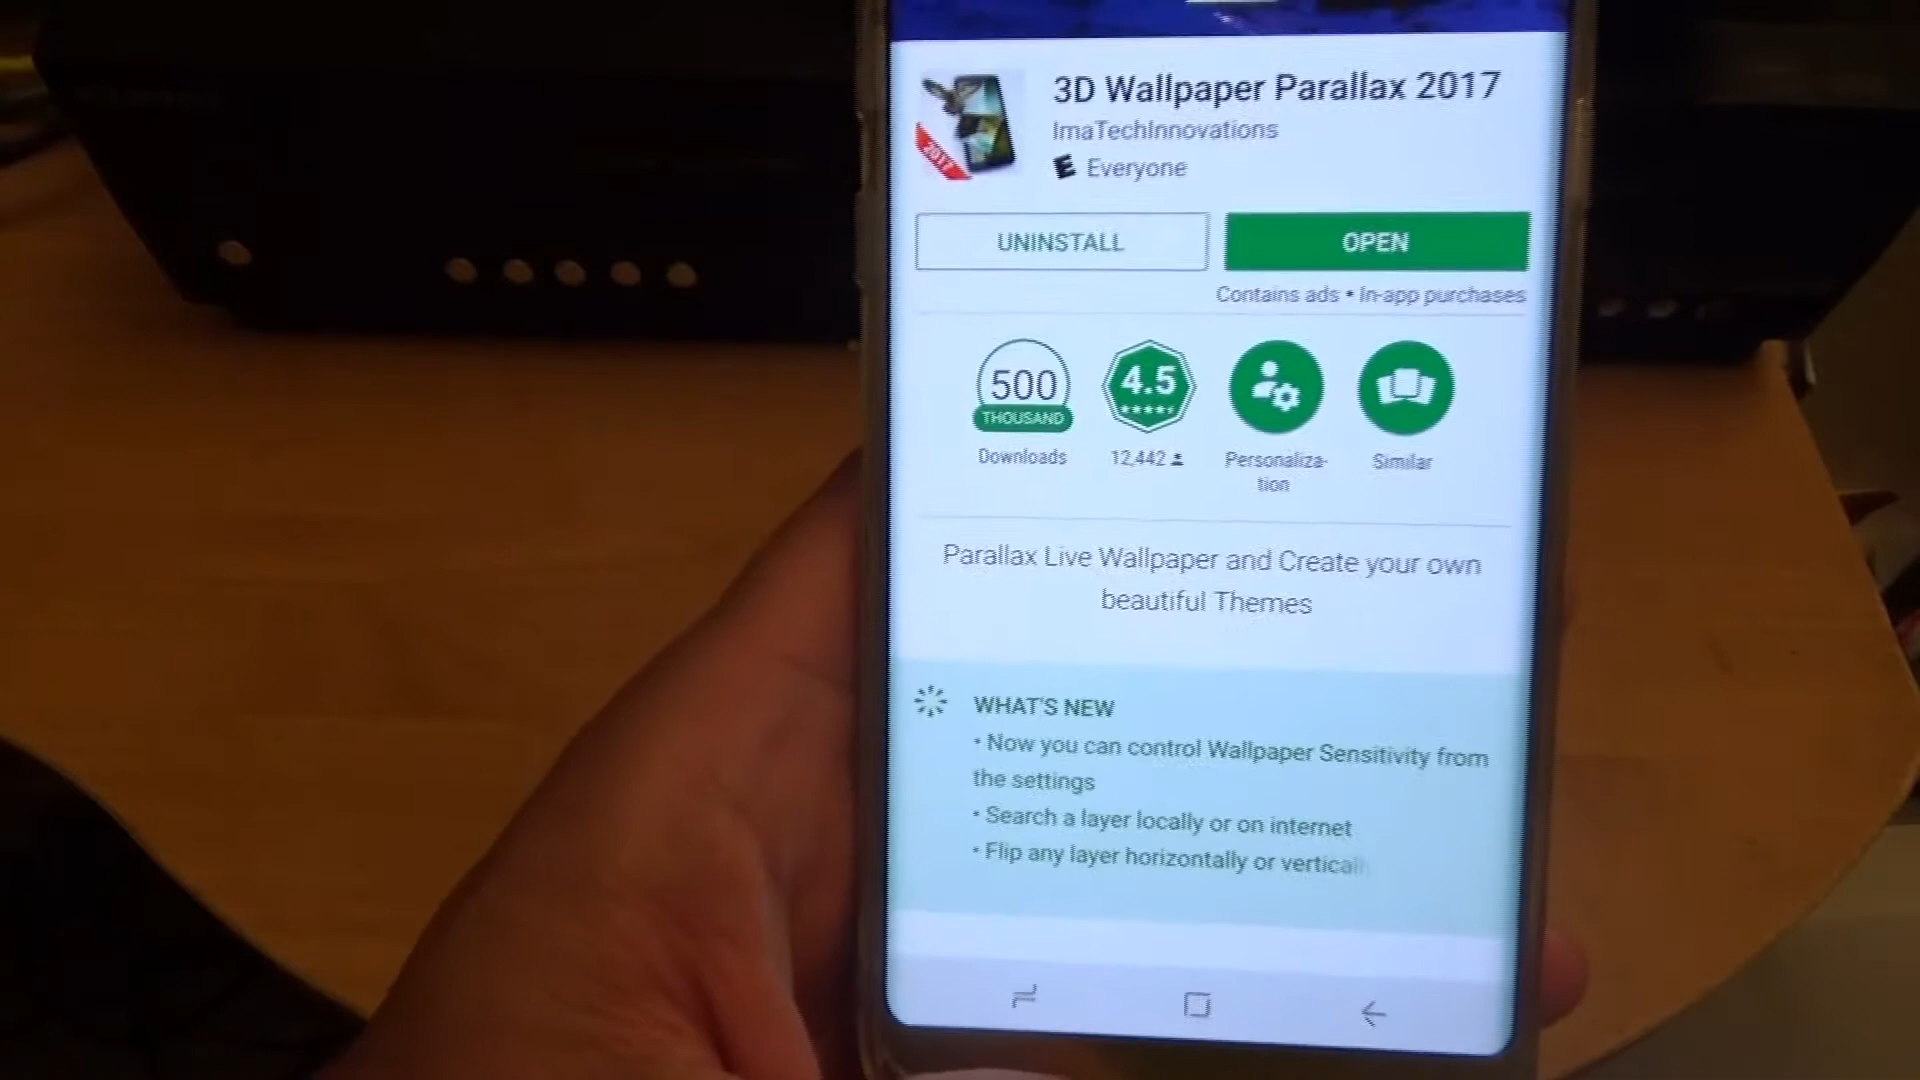 3D Wallpaper Parallax 2017
ImaTechInnovations
E Everyone
2017
UNINSTALL
OPEN
Contains ads • In-app purchases
500
THOUSAND
4.5
Downloads
12,442
Personaliza-
tion
Similar
Parallax Live Wallpaper and Create your own
beautiful Themes
WHAT'S NEW
• Now you can control Wallpaper Sensitivity from
the settings
• Search a layer locally or on internet
• Flip any layer horizontally or vertically